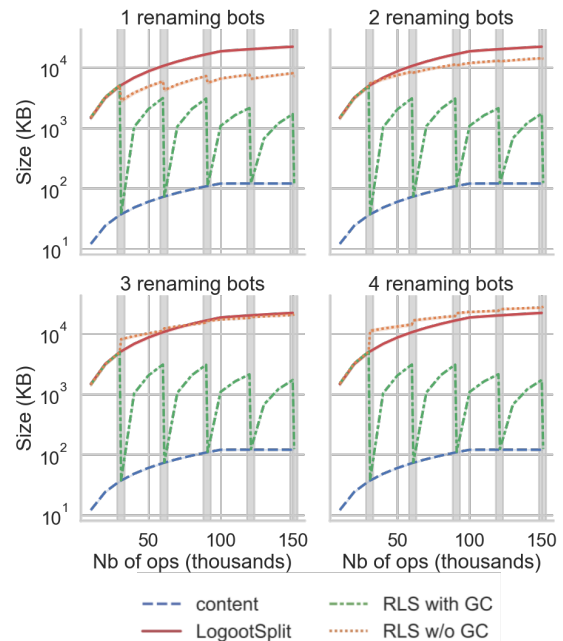 1 renaming bots
2 renaming bots
Size (KB)
10^4
10^3
10^2
10^1
3 renaming bots
4 renaming bots
Size (KB)
10^4
10^3
10^2
10^1
50 100 150
50 100 150
Nb of ops (thousands)
Nb of ops (thousands)
content
RLS with GC
LogootSplit
RLS w/o GC